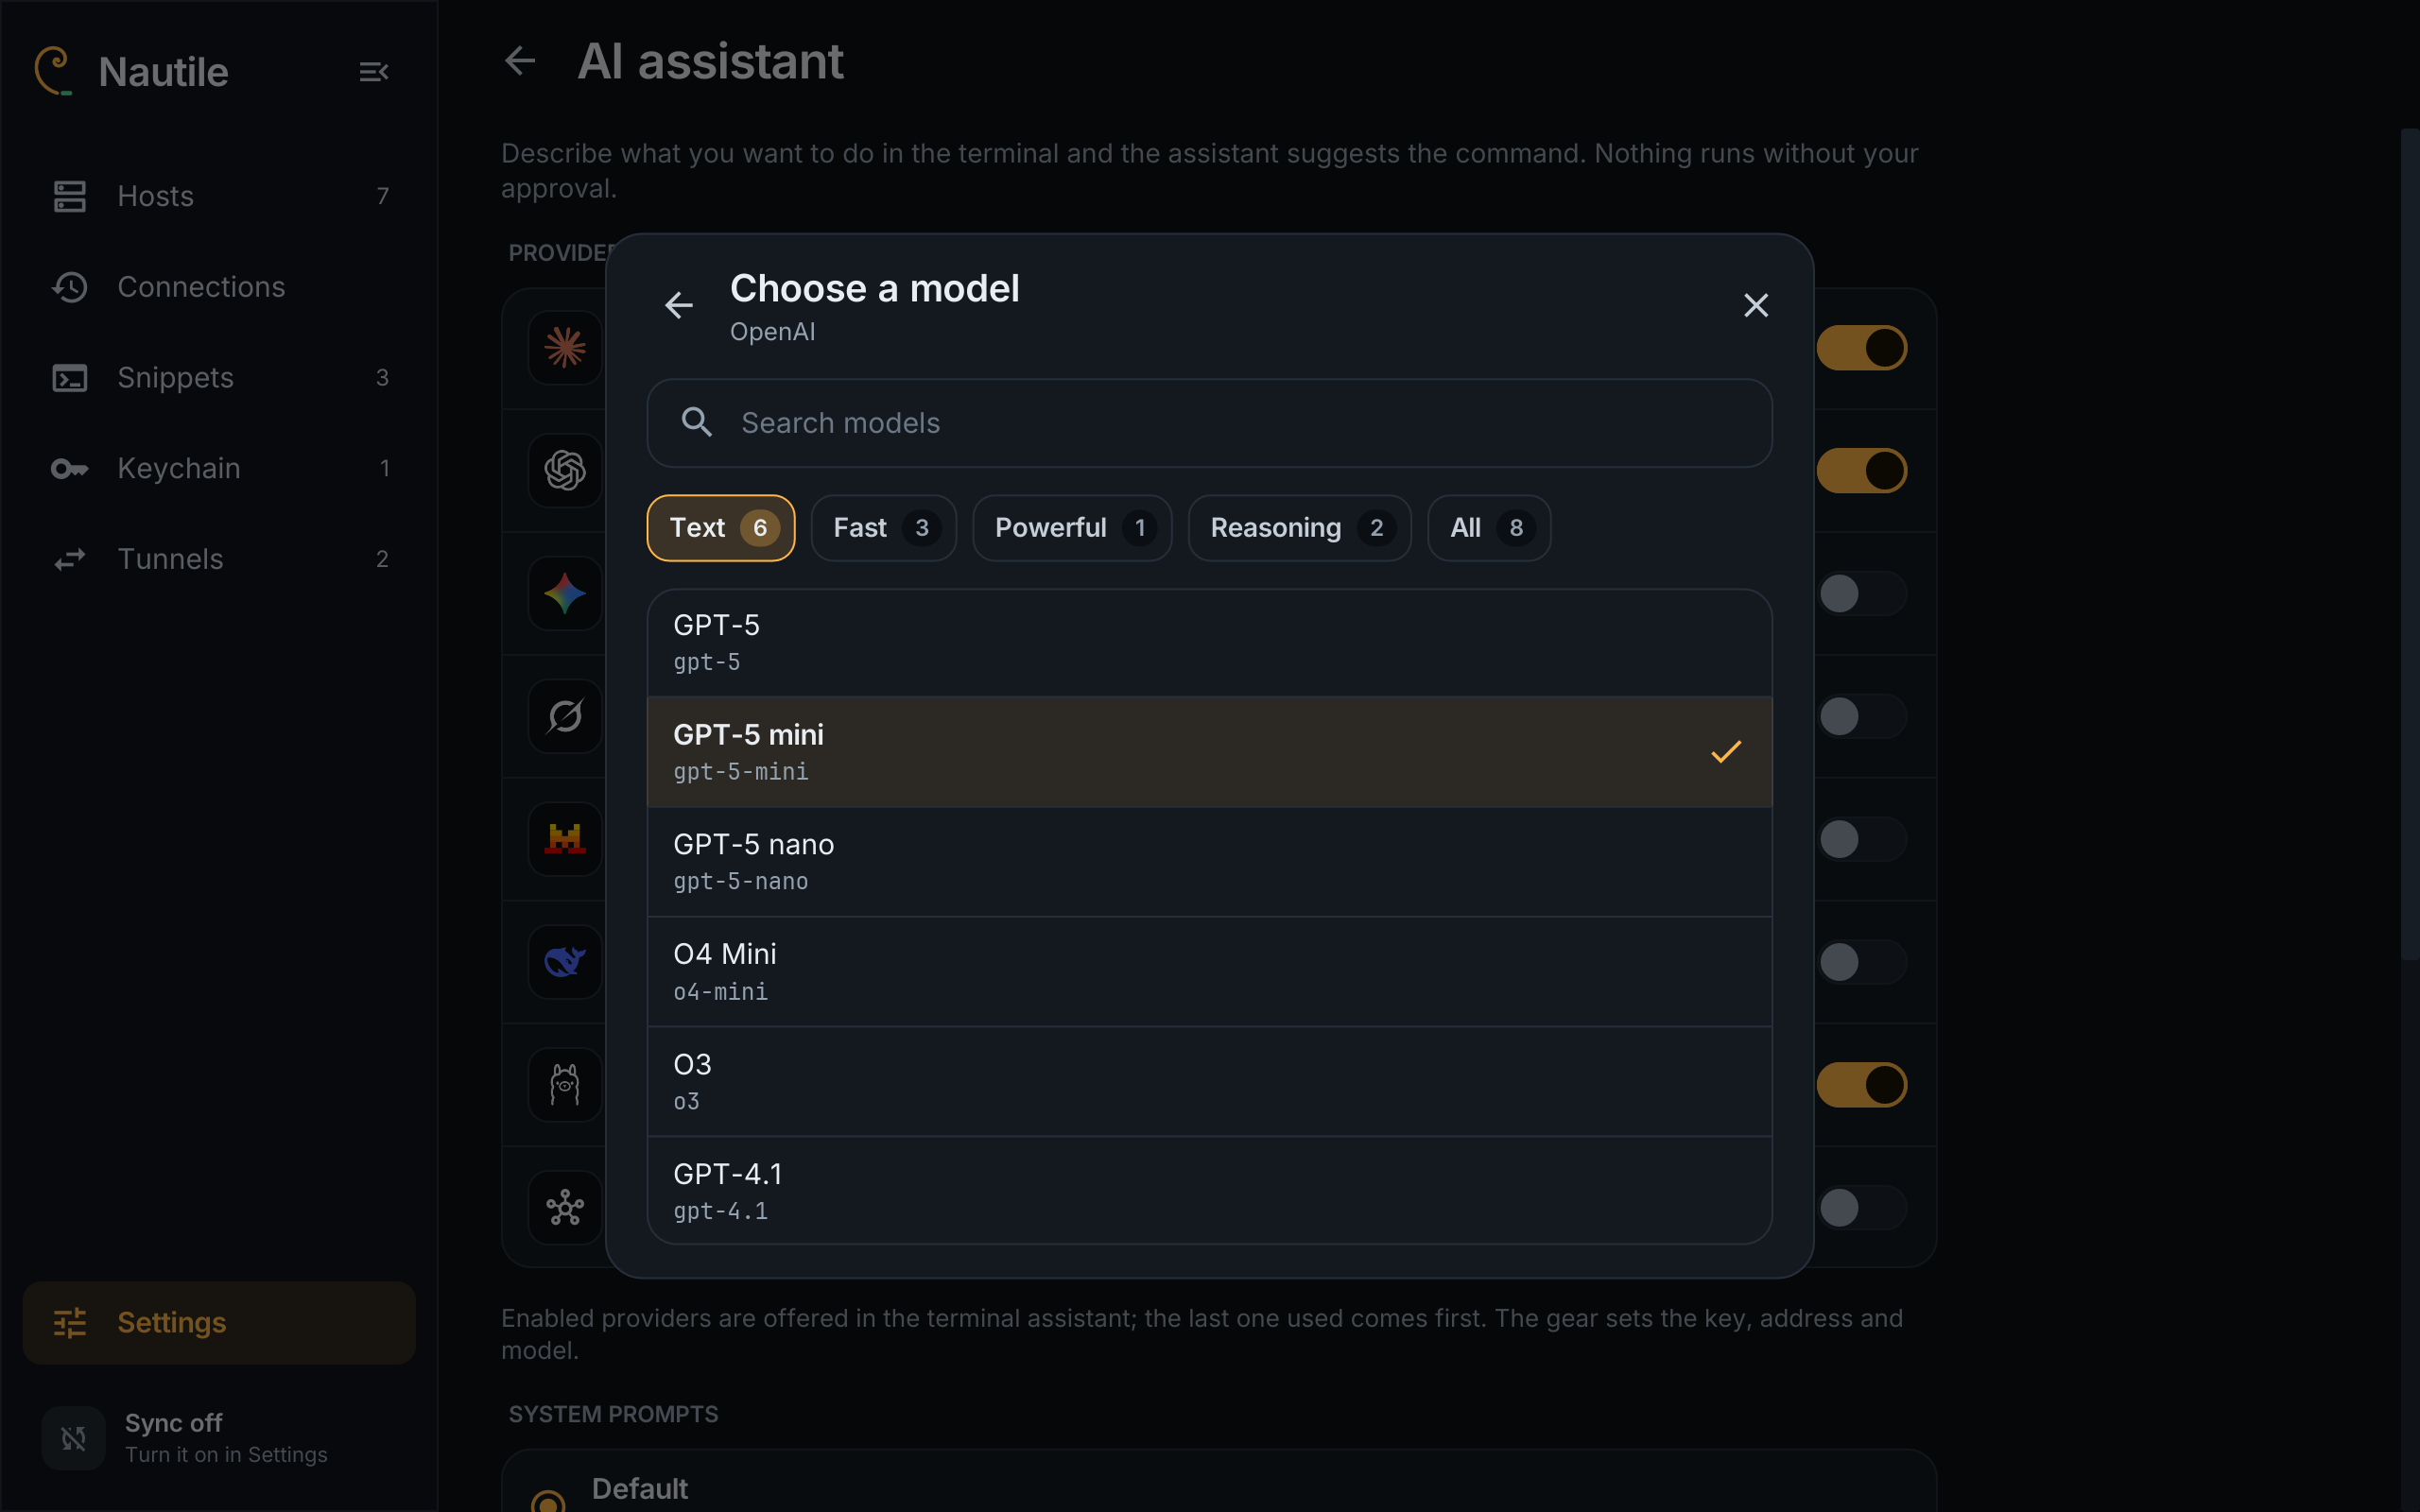 Nautile
Hosts 7
Connections
Snippets 3
Keychain 1
Tunnels 2
Settings
Sync off
Turn it on in Settings
AI assistant
Describe what you want to do in the terminal and the assistant suggests the command. Nothing runs without your
approval.
Choose a model
OpenAI
Search models
Text 6 Fast 3 Powerful 1 Reasoning 2 All 8
GPT-5
gpt-5
GPT-5 mini
gpt-5-mini
GPT-5 nano
gpt-5-nano
O4 Mini
o4-mini
O3
o3
GPT-4.1
gpt-4.1
Enabled providers are offered in the terminal assistant; the last one used comes first. The gear sets the key, address and
model.
SYSTEM PROMPTS
Default